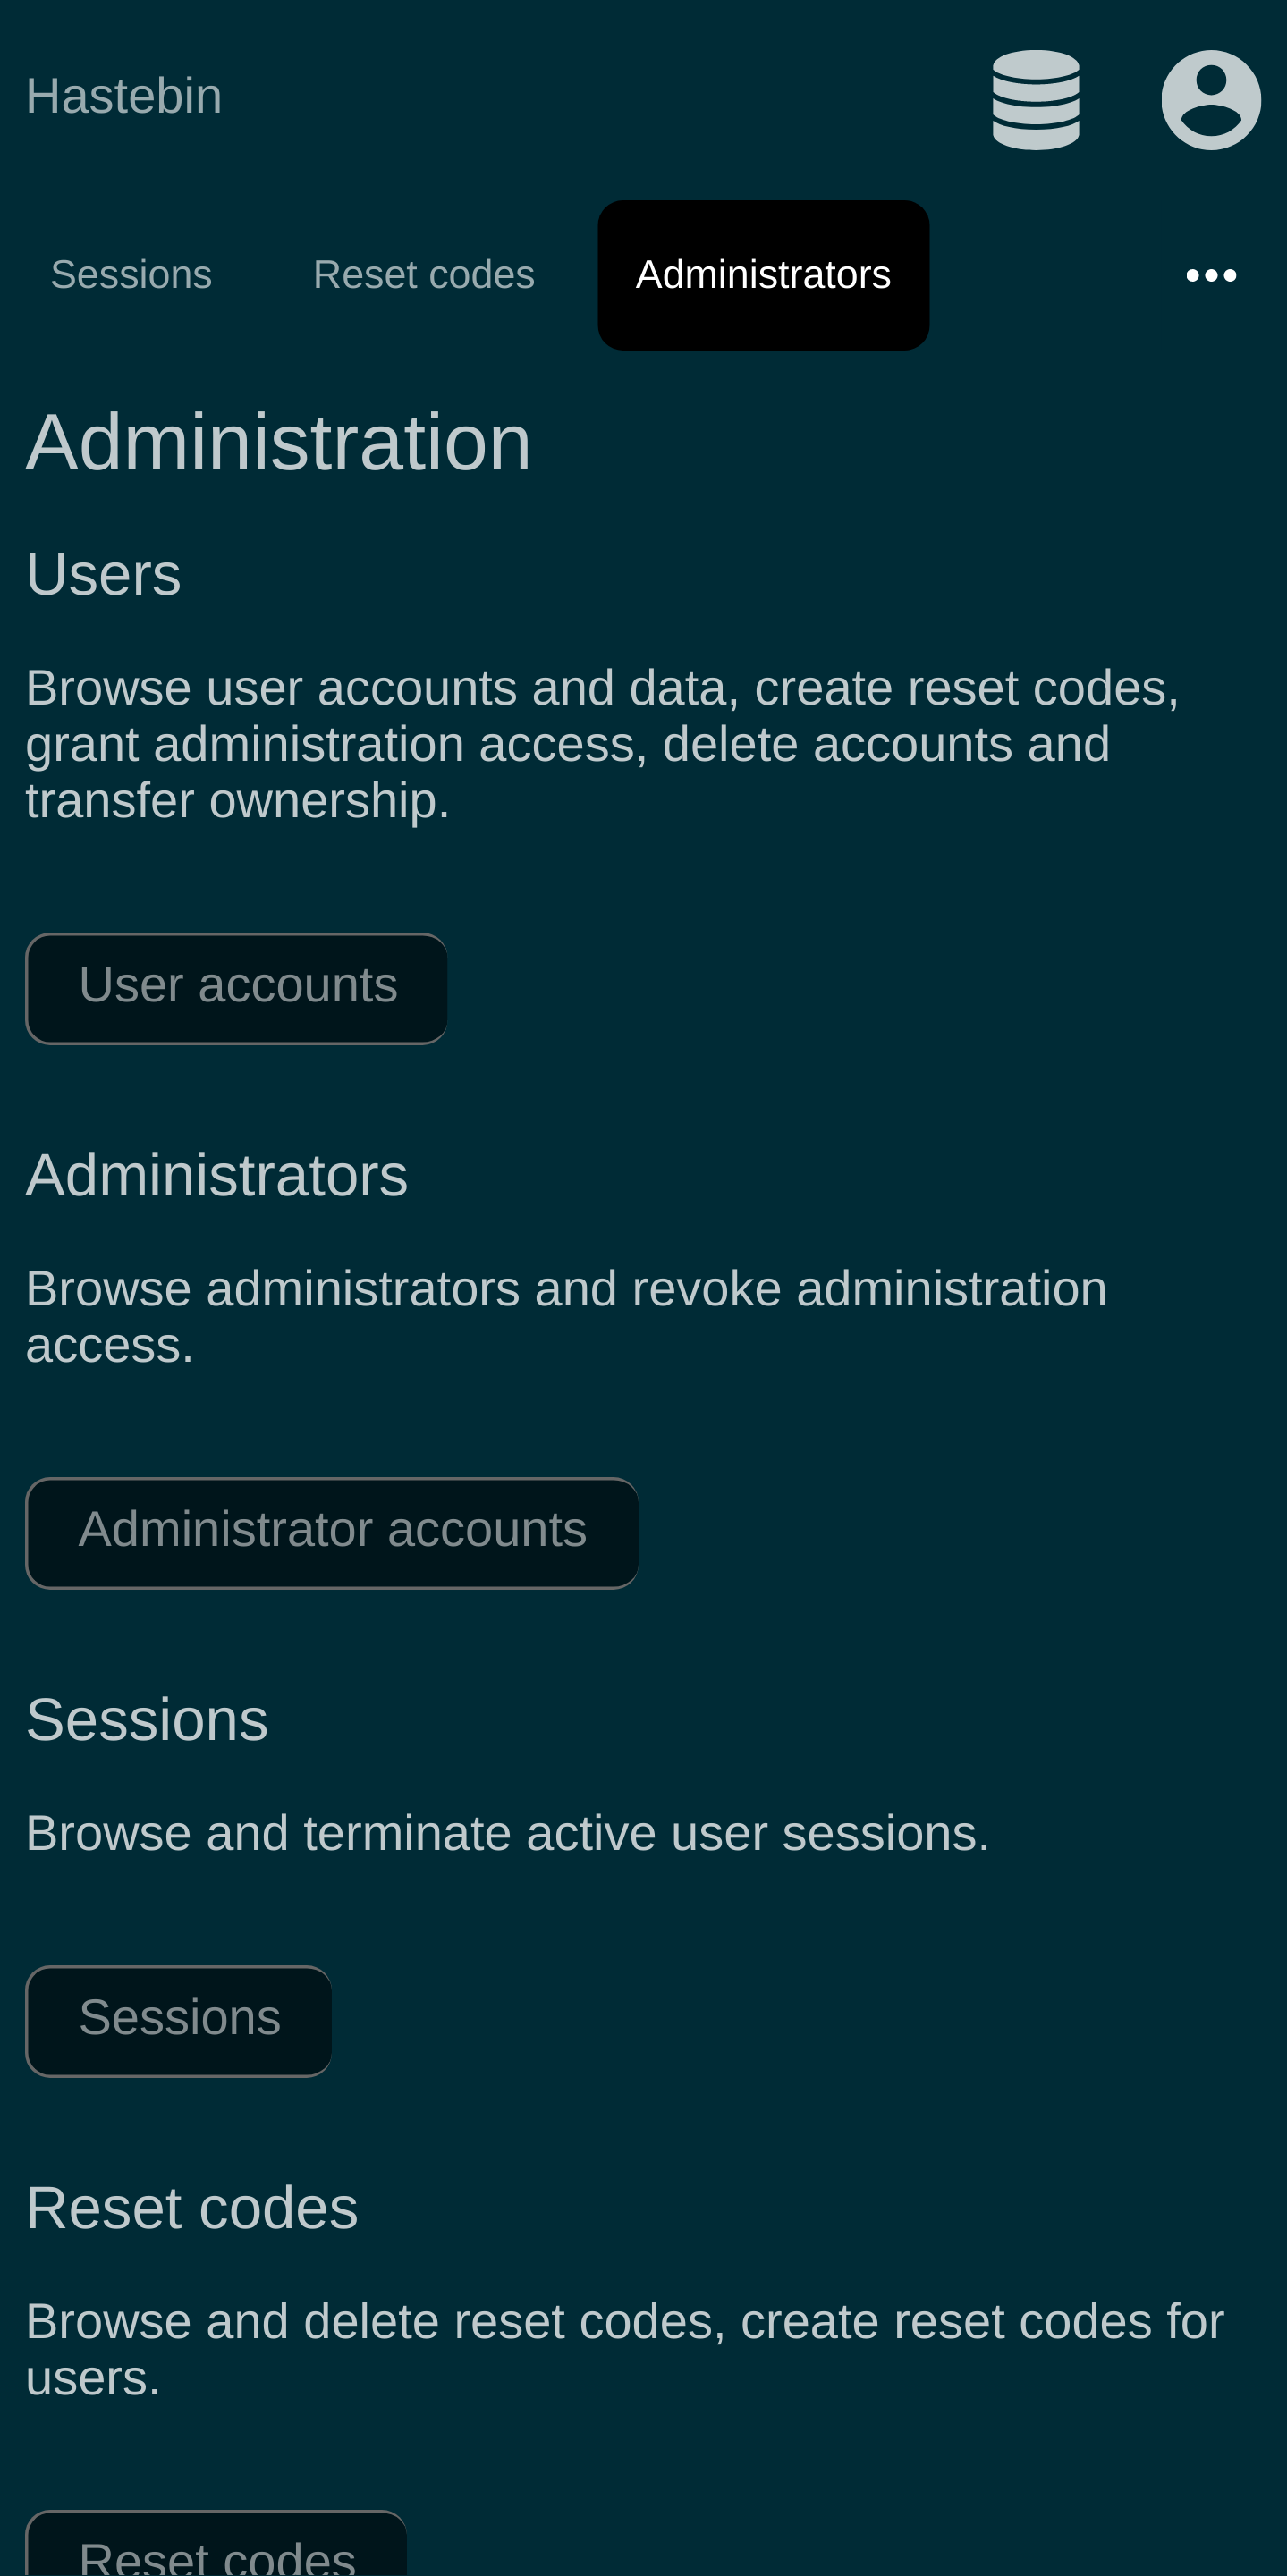 Hastebin
Sessions
Reset codes
Administrators
Administration
Users
Browse user accounts and data, create reset codes,
grant administration access, delete accounts and
transfer ownership.
User accounts
Administrators
Browse administrators and revoke administration
access.
Administrator accounts
Sessions
Browse and terminate active user sessions.
Sessions
Reset codes
Browse and delete reset codes, create reset codes for
users.
Reset codes